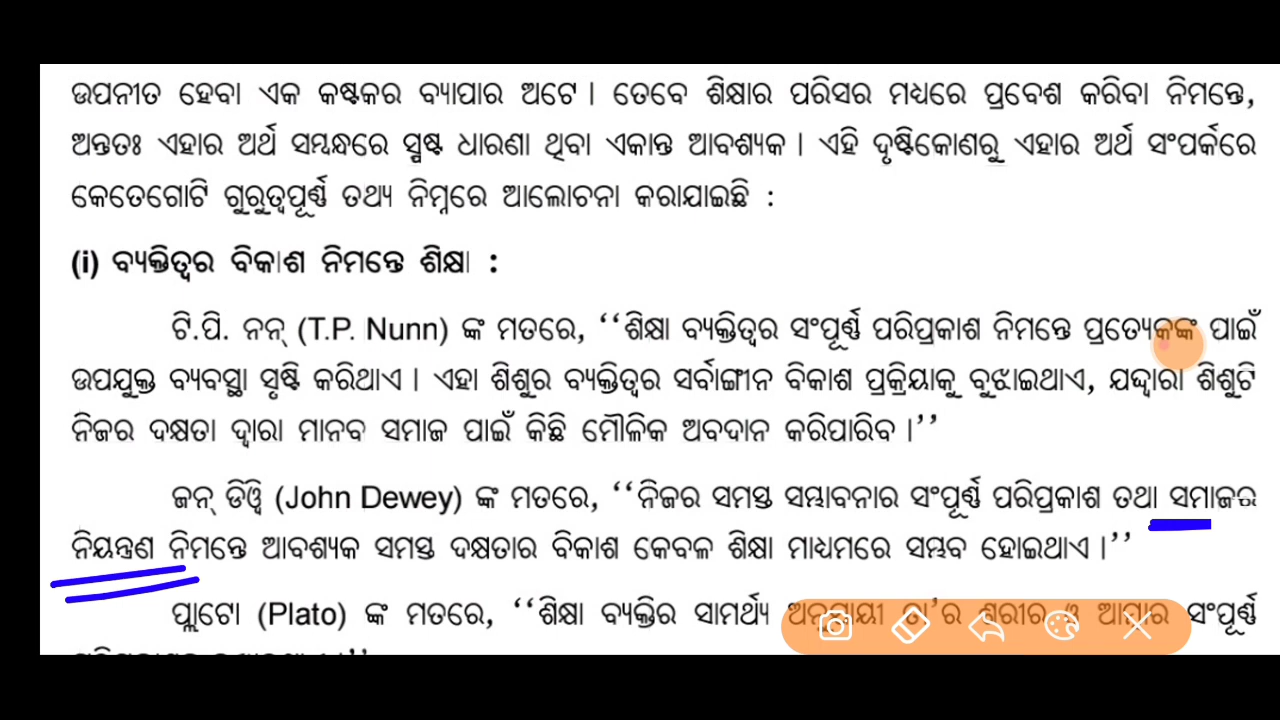 ଉପନୀତ ହେବା ଏକ କଷ୍ଟକର ବ୍ୟାପାର ଅଟେ । ତେବେ ଶିକ୍ଷାର ପରିସର ମଧ୍ୟରେ ପ୍ରବେଶ କରିବା ନିମନ୍ତେ,
ଅନ୍ତତଃ ଏହାର ଅର୍ଥ ସମ୍ବନ୍ଧରେ ସ୍ପଷ୍ଟ ଧାରଣା ଥିବା ଏକାନ୍ତ ଆବଶ୍ୟକ । ଏହି ଦୃଷ୍ଟିକୋଣରୁ ଏହାର ଅର୍ଥ ସଂପର୍କରେ
କେତେଗୋଟି ଗୁରୁତ୍ୱପୂର୍ଣ୍ଣ ତଥ୍ୟ ନିମ୍ନରେ ଆଲୋଚନା କରାଯାଇଛି :
(i) ବ୍ୟକ୍ତିତ୍ୱର ବିକାଶ ନିମନ୍ତେ ଶିକ୍ଷା :
ଟି.ପି. ନନ୍ (T.P. Nunn) ଙ୍କ ମତରେ, ‘‘ଶିକ୍ଷା ବ୍ୟକ୍ତିତ୍ୱର ସଂପୂର୍ଣ୍ଣ ପରିପ୍ରକାଶ ନିମନ୍ତେ ପ୍ରତ୍ୟେକଙ୍କ ପାଇଁ
ଉପଯୁକ୍ତ ବ୍ୟବସ୍ଥା ସୃଷ୍ଟି କରିଥାଏ । ଏହା ଶିଶୁର ବ୍ୟକ୍ତିତ୍ୱର ସର୍ବାଙ୍ଗୀନ ବିକାଶ ପ୍ରକ୍ରିୟାକୁ ବୁଝାଇଥାଏ, ଯଦ୍ଦ୍ୱାରା ଶିଶୁଟି
ନିଜର ଦକ୍ଷତା ଦ୍ୱାରା ମାନବ ସମାଜ ପାଇଁ କିଛି ମୌଳିକ ଅବଦାନ କରିପାରିବ ।’’
ଜନ୍ ଡିୱି (John Dewey) ଙ୍କ ମତରେ, ‘‘ନିଜର ସମସ୍ତ ସମ୍ଭାବନାର ସଂପୂର୍ଣ୍ଣ ପରିପ୍ରକାଶ ତଥା ସମାଜର
ନିୟନ୍ତ୍ରଣ ନିମନ୍ତେ ଆବଶ୍ୟକ ସମସ୍ତ ଦକ୍ଷତାର ବିକାଶ କେବଳ ଶିକ୍ଷା ମାଧ୍ୟମରେ ସମ୍ଭବ ହୋଇଥାଏ ।’’
ପ୍ଲାଟୋ (Plato) ଙ୍କ ମତରେ, ‘‘ଶିକ୍ଷା ବ୍ୟକ୍ତିର ସାମର୍ଥ୍ୟ ଅନୁଯାୟୀ ତା’ର ଶରୀର ଓ ଆତ୍ମାର ସଂପୂର୍ଣ୍ଣ